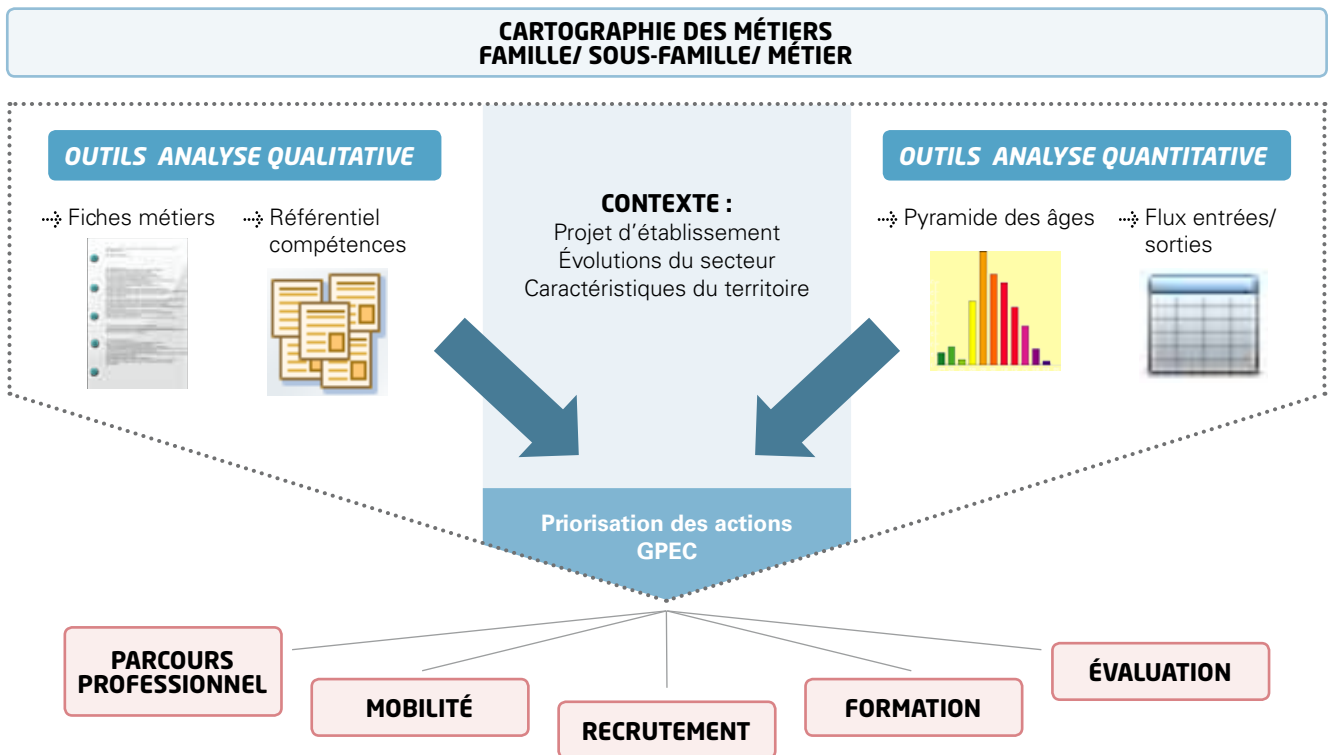 CARTOGRAPHIE DES MÉTIERS
FAMILLE/ SOUS-FAMILLE/ MÉTIER
OUTILS ANALYSE QUALITATIVE
Fiches métiers
Référentiel
compétences
CONTEXTE :
Projet d'établissement
Évolutions du secteur
Caractéristiques du territoire
OUTILS ANALYSE QUANTITATIVE
Pyramide des âges
Flux entrées/
sorties
Priorisation des actions
GPEC
PARCOURS
PROFESSIONNEL
MOBILITÉ
RECRUTEMENT
FORMATION
ÉVALUATION